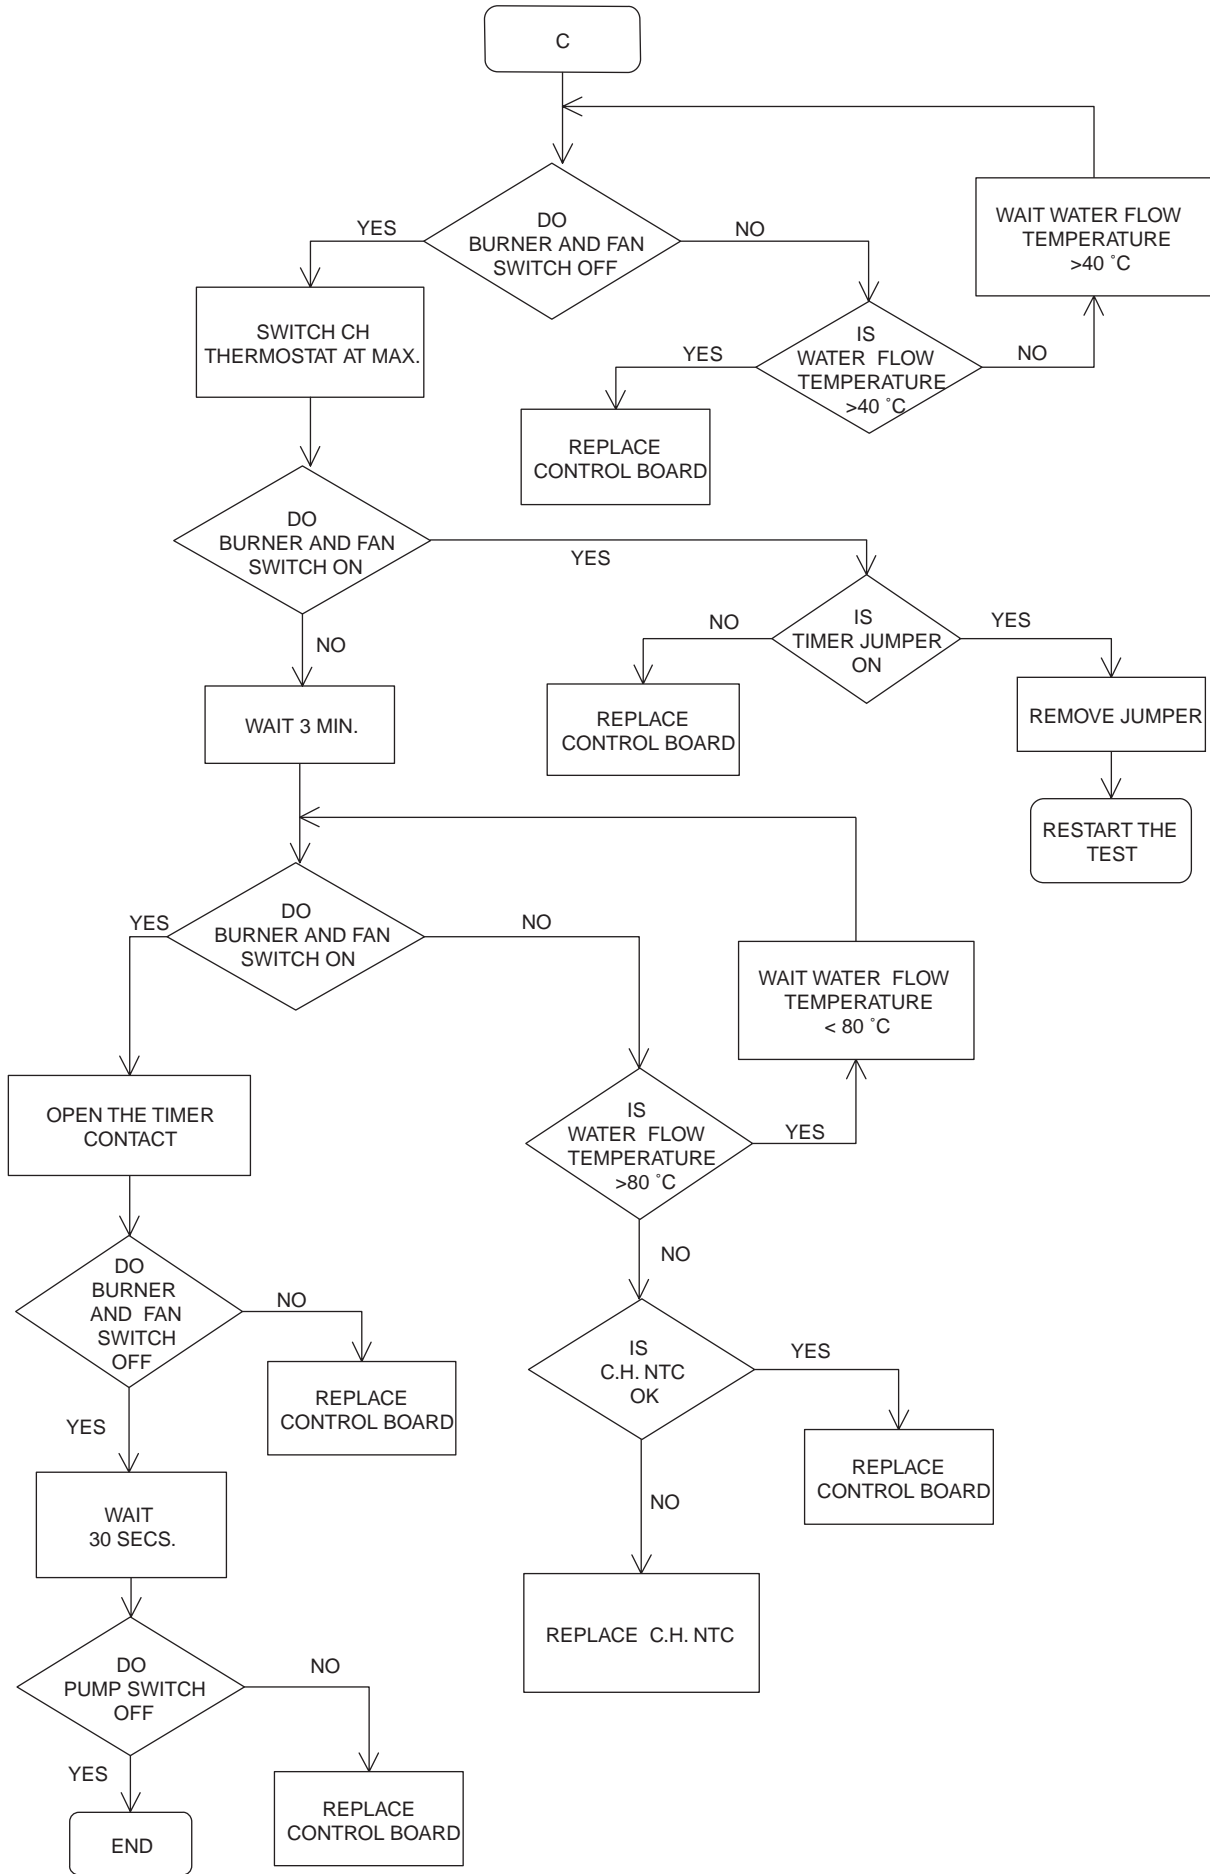 C
DO
BURNER AND FAN
SWITCH OFF
YES
NO
WAIT WATER FLOW
TEMPERATURE
>40 ˚C
SWITCH CH
THERMOSTAT AT MAX.
IS
WATER FLOW
TEMPERATURE
>40 ˚C
YES
NO
REPLACE
CONTROL BOARD
DO
BURNER AND FAN
SWITCH ON
YES
NO
IS
TIMER JUMPER
ON
NO
YES
WAIT 3 MIN.
REPLACE
CONTROL BOARD
REMOVE JUMPER
RESTART THE
TEST
DO
BURNER AND FAN
SWITCH ON
YES
NO
WAIT WATER FLOW
TEMPERATURE
< 80 ˚C
OPEN THE TIMER
CONTACT
IS
WATER FLOW
TEMPERATURE
>80 ˚C
YES
NO
DO
BURNER
AND FAN
SWITCH
OFF
NO
YES
REPLACE
CONTROL BOARD
IS
C.H. NTC
OK
YES
NO
REPLACE
CONTROL BOARD
WAIT
30 SECS.
REPLACE C.H. NTC
DO
PUMP SWITCH
OFF
NO
YES
REPLACE
CONTROL BOARD
END